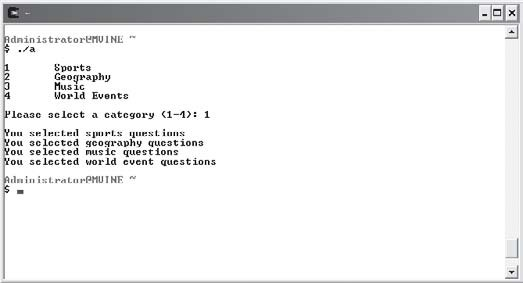 ~
Administrator@MVINE ~
$ ./a
1 Sports
2 Geography
3 Music
4 World Events
Please select a category (1-4): 1
You selected sports questions
You selected geography questions
You selected music questions
You selected world event questions
Administrator@MVINE ~
$